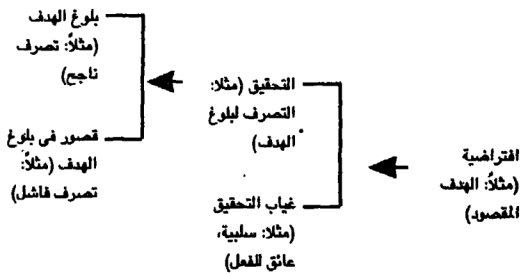 افتراضية
(مثلاً: الهدف
المقصود)
التحقيق (مثلا:
التصرف لبلوغ
الهدف)
غياب التحقيق
(مثلا: سلبية،
عائق للفعل)
بلوغ الهدف
(مثلاً: تصرف
ناجح)
قصور فى بلوغ
الهدف (مثلاً:
تصرف فاشل)